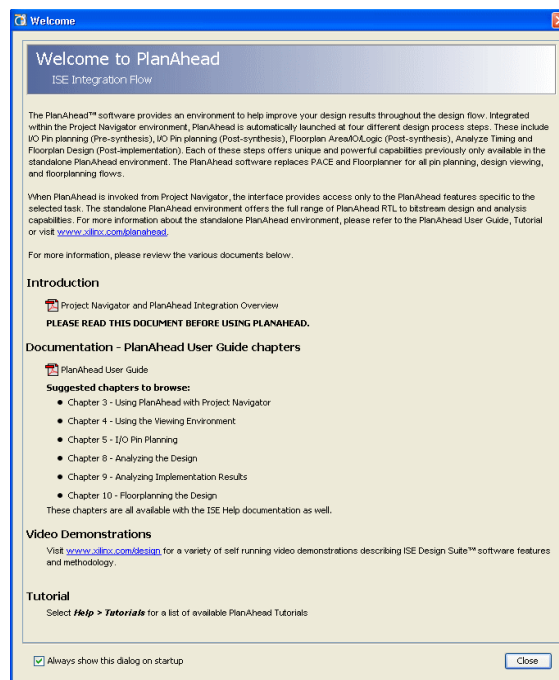 Welcome
Welcome to PlanAhead
ISE Integration Flow
The PlanAhead™ software provides an environment to help improve your design results throughout the design flow. Integrated
within the Project Navigator environment, PlanAhead is automatically launched at four different design process steps. These include
I/O Pin planning (Pre-synthesis), I/O Pin planning (Post-synthesis), Floorplan Area/IO/Logic (Post-synthesis), Analyze Timing and
Floorplan Design (Post-implementation). Each of these steps offers unique and powerful capabilities previously only available in the
standalone PlanAhead environment. The PlanAhead software replaces PACE and Floorplanner for all pin planning, design viewing,
and floorplanning flows.
When PlanAhead is invoked from Project Navigator, the interface provides access only to the PlanAhead features specific to the
selected task. The standalone PlanAhead environment offers the full range of PlanAhead RTL to bitstream design and analysis
capabilities. For more information about the standalone PlanAhead environment, please refer to the PlanAhead User Guide, Tutorial
or visit www.xilinx.com/planahead.
For more information, please review the various documents below.
Introduction
Project Navigator and PlanAhead Integration Overview
PLEASE READ THIS DOCUMENT BEFORE USING PLANAHEAD.
Documentation - PlanAhead User Guide chapters
PlanAhead User Guide
Suggested chapters to browse:
• Chapter 3 - Using PlanAhead with Project Navigator
• Chapter 4 - Using the Viewing Environment
• Chapter 5 - I/O Pin Planning
• Chapter 8 - Analyzing the Design
• Chapter 9 - Analyzing Implementation Results
• Chapter 10 - Floorplanning the Design
These chapters are all available with the ISE Help documentation as well.
Video Demonstrations
Visit www.xilinx.com/design for a variety of self running video demonstrations describing ISE Design Suite™ software features
and methodology.
Tutorial
Select Help > Tutorials for a list of available PlanAhead Tutorials
Always show this dialog on startup
Close